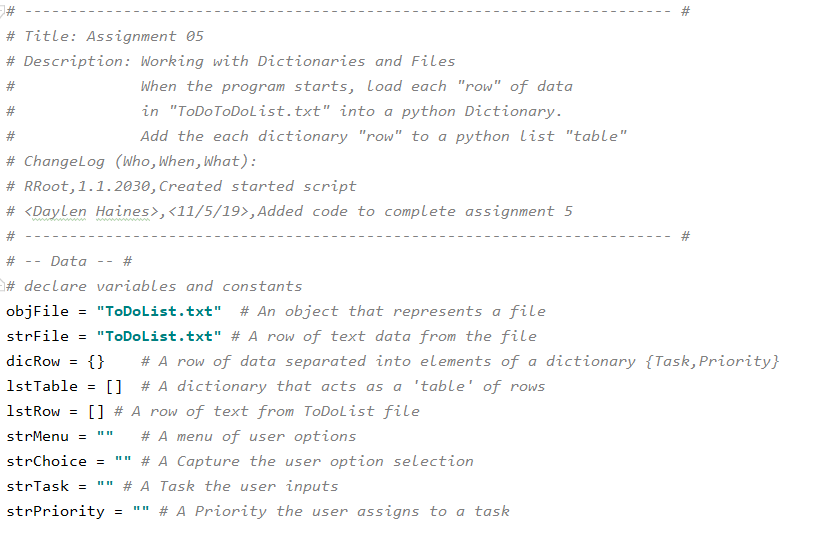 # ------------------------------------------------------------------------ #
# Title: Assignment 05
# Description: Working with Dictionaries and Files
#              When the program starts, load each "row" of data
#              in "ToDoToDoList.txt" into a python Dictionary.
#              Add the each dictionary "row" to a python list "table"
# ChangeLog (Who,When,What):
# RRoot,1.1.2030,Created started script
# <Daylen Haines>,<11/5/19>,Added code to complete assignment 5
# ------------------------------------------------------------------------ #
# -- Data -- #
# declare variables and constants
objFile = "ToDoList.txt"  # An object that represents a file
strFile = "ToDoList.txt" # A row of text data from the file
dicRow = {}    # A row of data separated into elements of a dictionary {Task,Priority}
lstTable = []  # A dictionary that acts as a 'table' of rows
lstRow = [] # A row of text from ToDoList file
strMenu = ""   # A menu of user options
strChoice = "" # A Capture the user option selection
strTask = "" # A Task the user inputs
strPriority = "" # A Priority the user assigns to a task